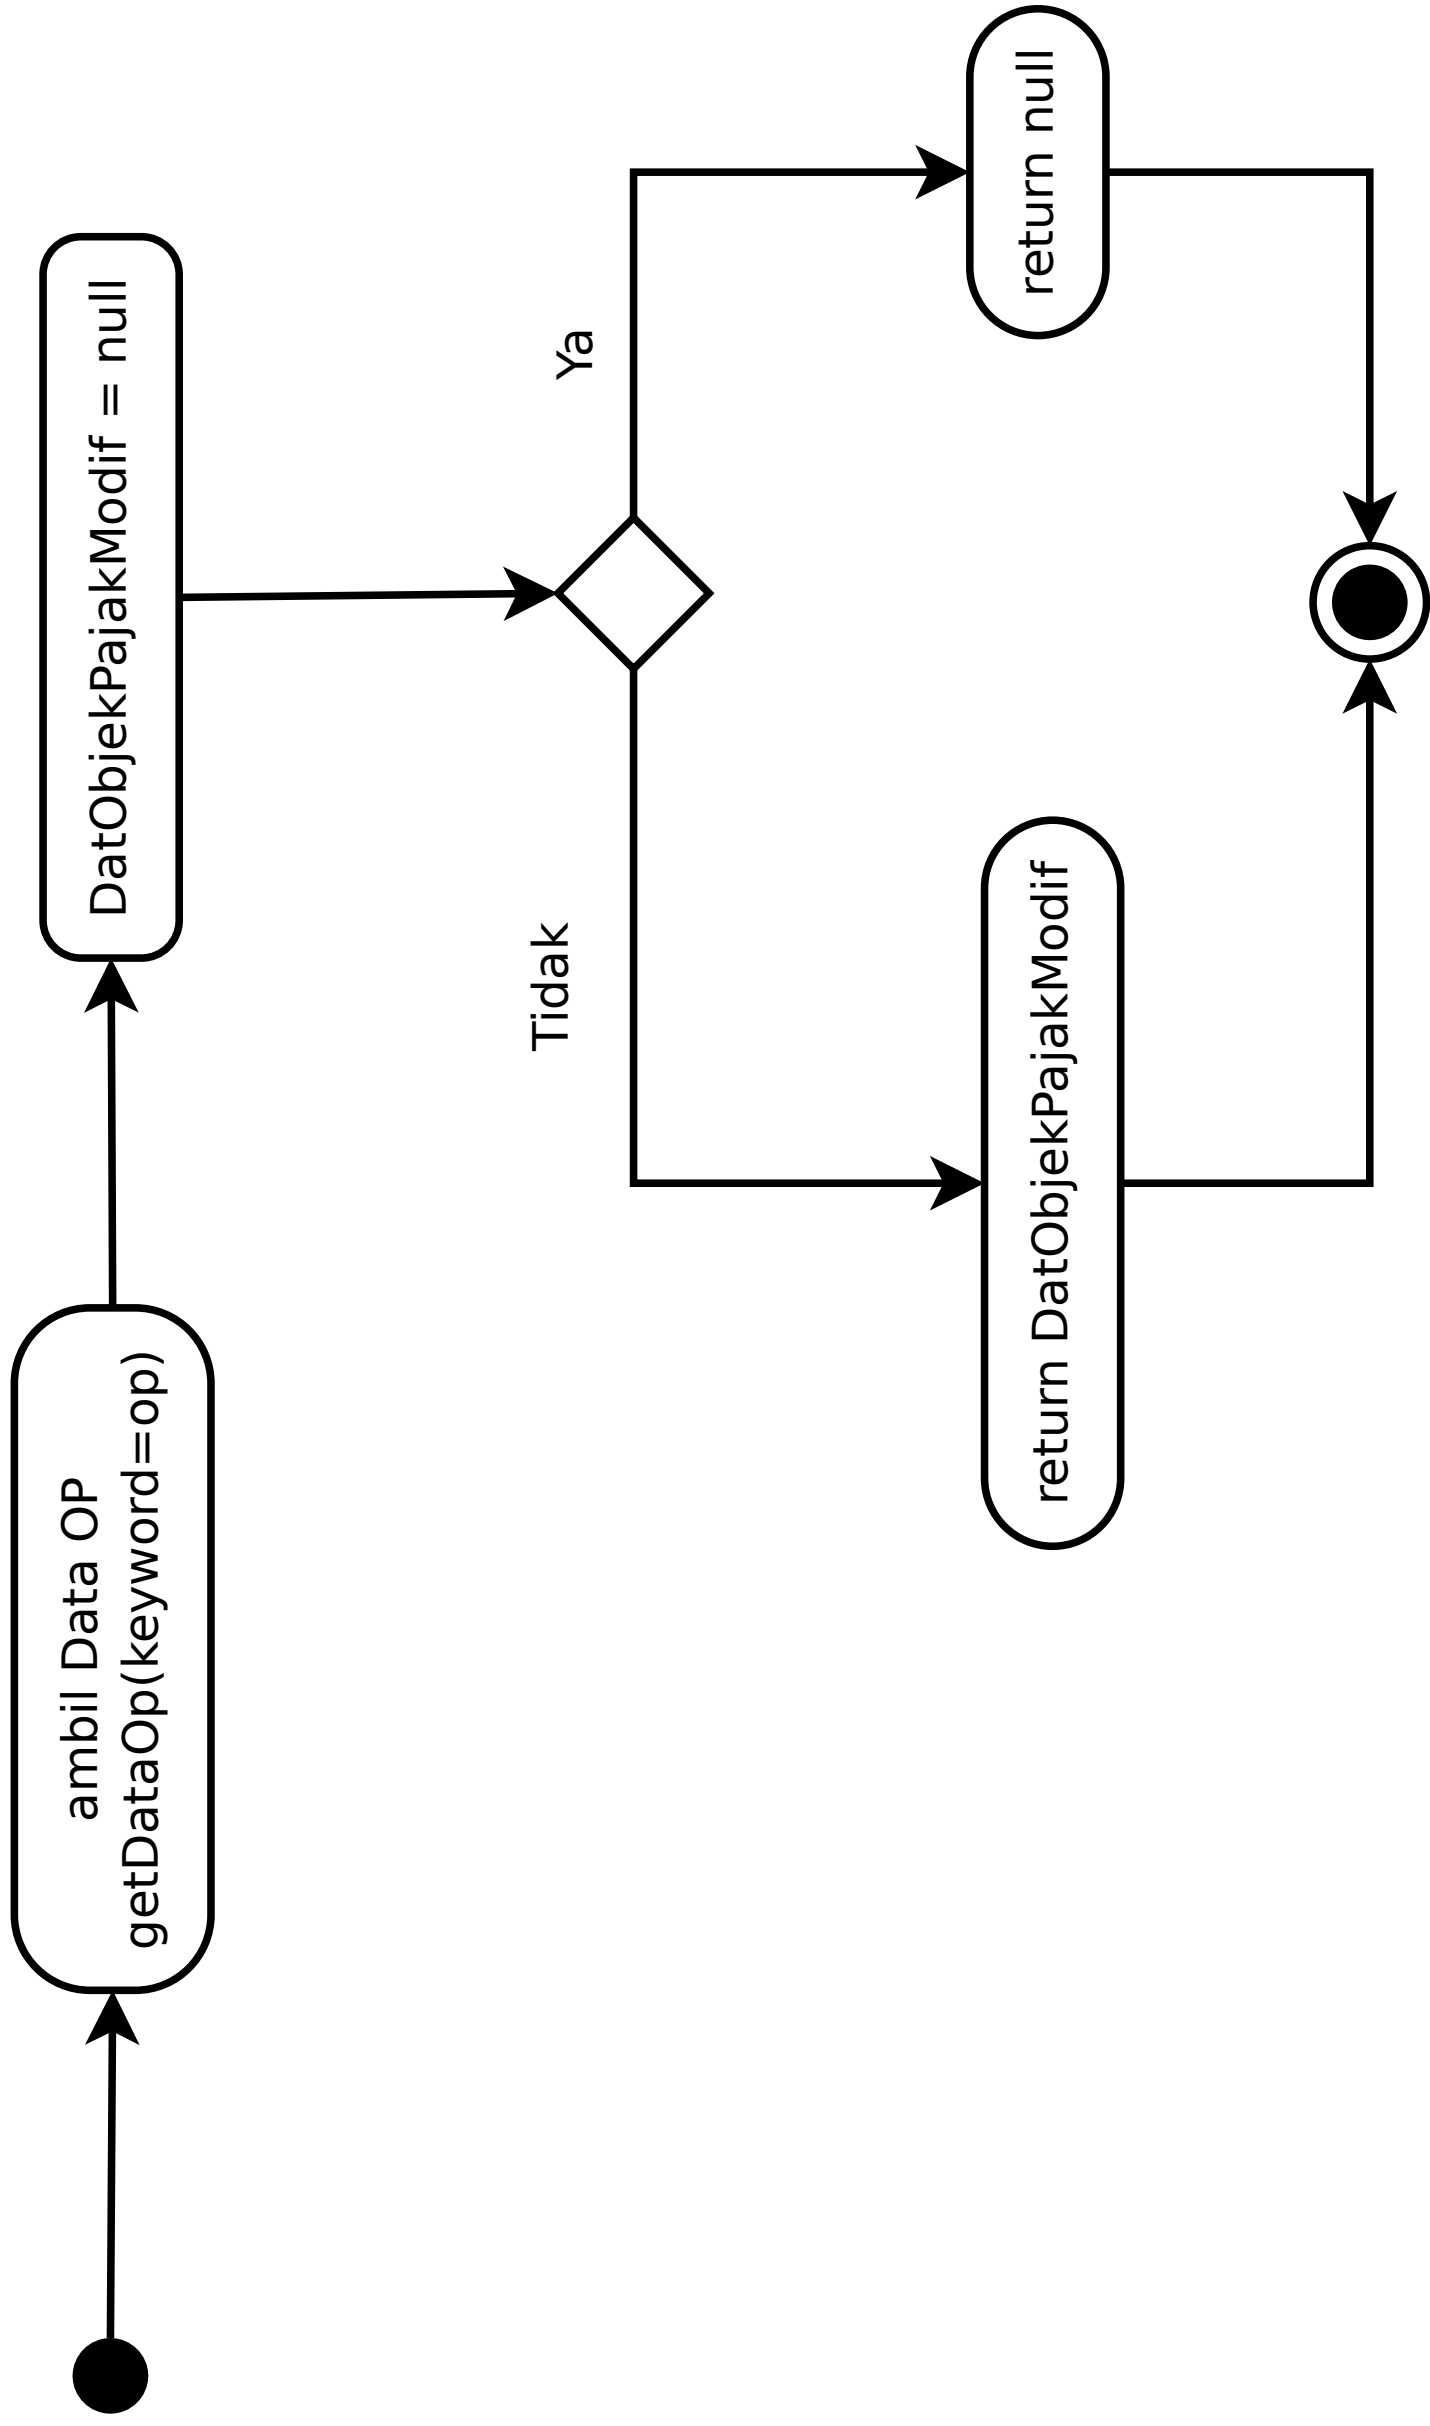 ambil Data OP
getDataOp(keyword=op)
DatObjekPajakModif = null
Tidak
Ya
return DatObjekPajakModif
return null